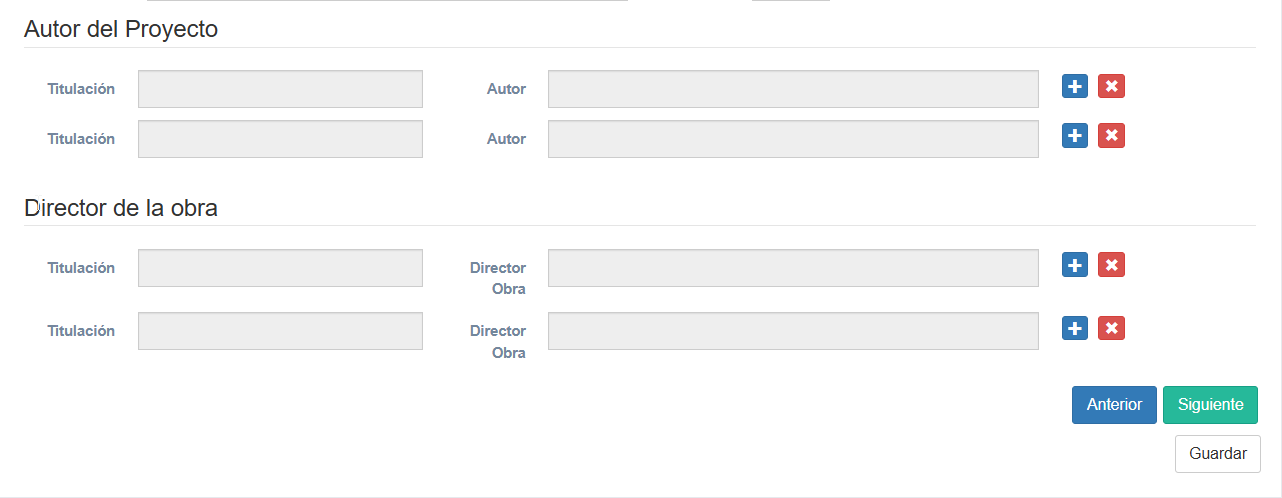 Autor del Proyecto
Titulación Autor
Titulación Autor
Director de la obra
Titulación Director
Obra
Titulación Director
Obra
Anterior Siguiente
Guardar